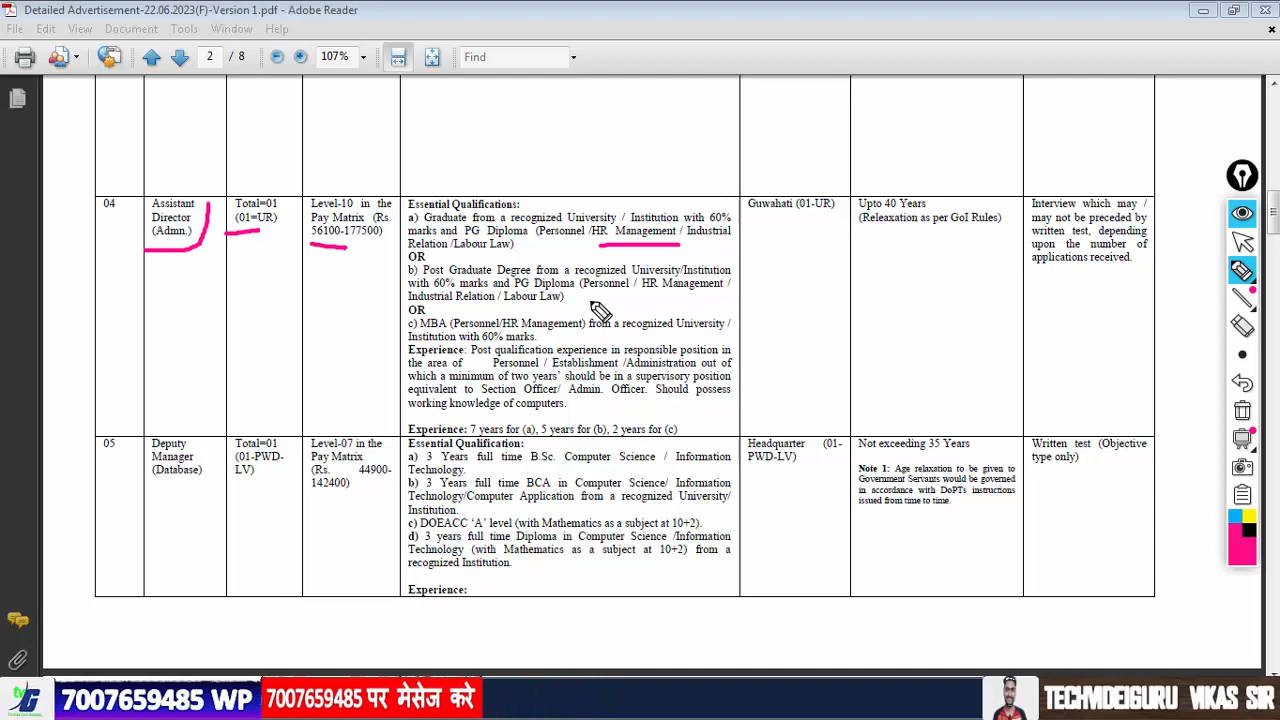 Detailed Advertisement-22.06.2023(F)-Version 1.pdf - Adobe Reader
File Edit View Document Tools Window Help
2 / 8 107% Find
04
Assistant
Director
(Admn.)
Total=01
(01=UR)
Level-10 in the
Pay Matrix (Rs.
56100-177500)
Essential Qualifications:
a) Graduate from a recognized University / Institution with 60%
marks and PG Diploma (Personnel /HR Management / Industrial
Relation /Labour Law)
OR
b) Post Graduate Degree from a recognized University/Institution
with 60% marks and PG Diploma (Personnel / HR Management /
Industrial Relation / Labour Law)
OR
c) MBA (Personnel/HR Management) from a recognized University /
Institution with 60% marks.
Experience: Post qualification experience in responsible position in
the area of Personnel / Establishment /Administration out of
which a minimum of two years' should be in a supervisory position
equivalent to Section Officer/ Admin. Officer. Should possess
working knowledge of computers.
Experience: 7 years for (a), 5 years for (b), 2 years for (c)
Guwahati (01-UR)
Upto 40 Years
(Releaxation as per GoI Rules)
Interview which may /
may not be preceded by
written test, depending
upon the number of
applications received.
05
Deputy
Manager
(Database)
Total=01
(01-PWD-
LV)
Level-07 in the
Pay Matrix
(Rs. 44900-
142400)
Essential Qualification:
a) 3 Years full time B.Sc. Computer Science / Information
Technology.
b) 3 Years full time BCA in Computer Science/ Information
Technology/Computer Application from a recognized University/
Institution.
c) DOEACC 'A' level (with Mathematics as a subject at 10+2).
d) 3 years full time Diploma in Computer Science /Information
Technology (with Mathematics as a subject at 10+2) from a
recognized Institution.
Experience:
Headquarter (01-
PWD-LV)
Not exceeding 35 Years
Note 1: Age relaxation to be given to
Government Servants would be governed
in accordance with DoPTs instructions
issued from time to time.
Written test (Objective
type only)
7007659485 WP 7007659485 पर मेसेज करे TECHMDEIGURU VIKAS SIR